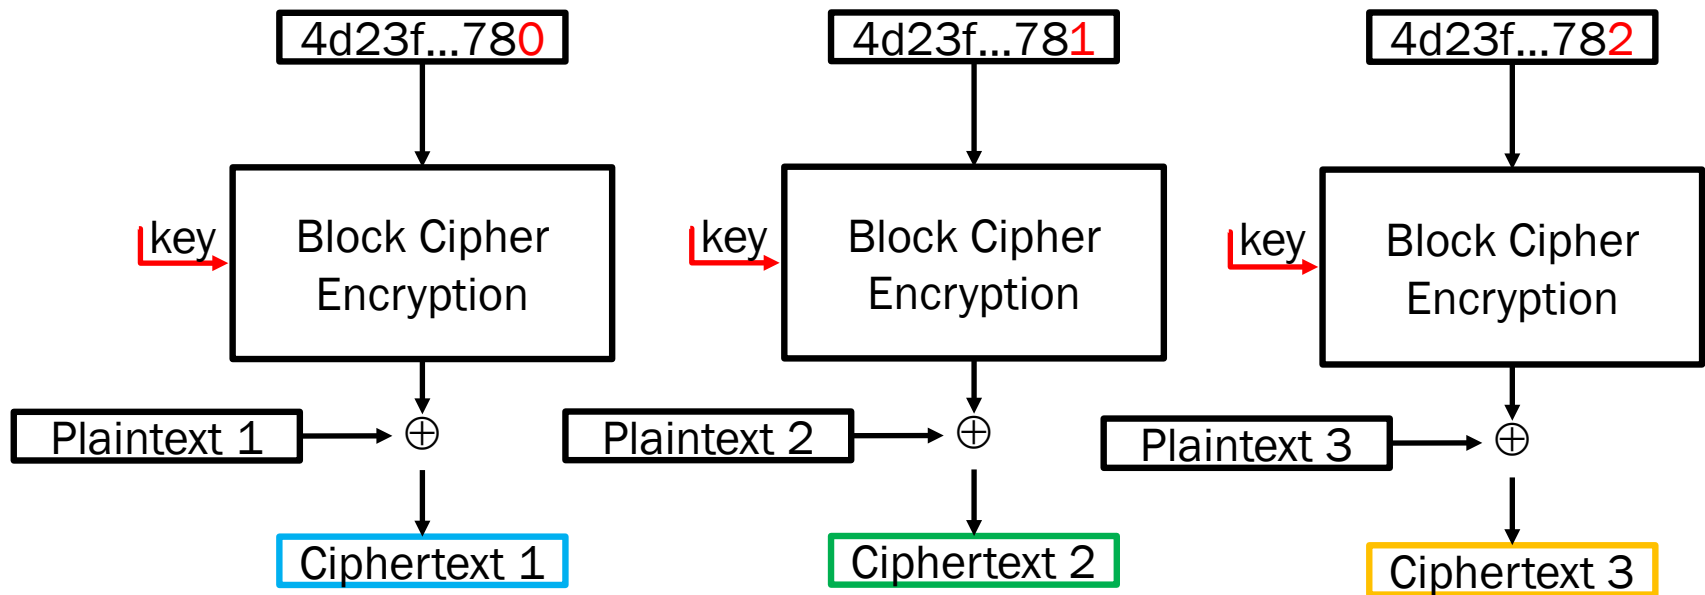 4d23f...780
4d23f...781
4d23f...782
key
Block Cipher
Encryption
key
Block Cipher
Encryption
key
Block Cipher
Encryption
Plaintext 1
⊕
Plaintext 2
⊕
Plaintext 3
⊕
Ciphertext 1
Ciphertext 2
Ciphertext 3